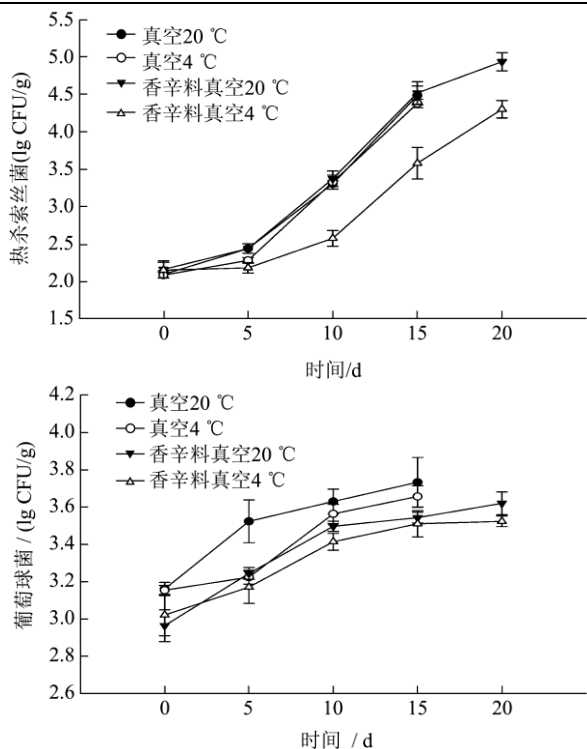 5.5
5.0
4.5
4.0
3.5
3.0
2.5
2.0
1.5
热杀索丝菌(lg CFU/g)
真空20 ℃
真空4 ℃
香辛料真空20 ℃
香辛料真空4 ℃
0 5 10 15 20
时间/d
4.2
4.0
3.8
3.6
3.4
3.2
3.0
2.8
2.6
葡萄球菌 / (lg CFU/g)
真空20 ℃
真空4 ℃
香辛料真空20 ℃
香辛料真空4 ℃
0 5 10 15 20
时间 / d